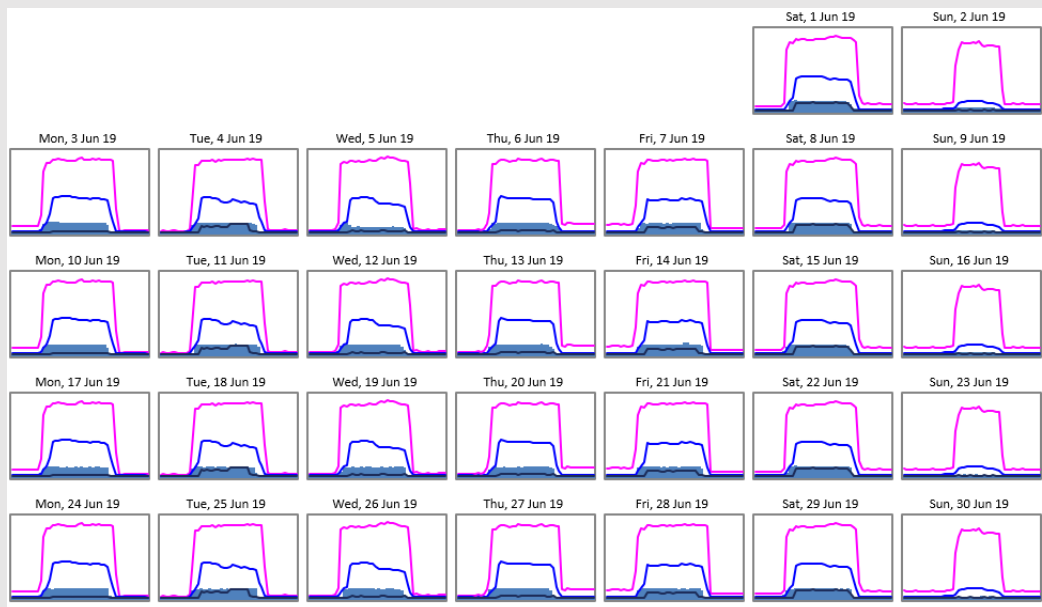 Sat, 1 Jun 19 Sun, 2 Jun 19
Mon, 3 Jun 19 Tue, 4 Jun 19 Wed, 5 Jun 19 Thu, 6 Jun 19 Fri, 7 Jun 19 Sat, 8 Jun 19 Sun, 9 Jun 19
Mon, 10 Jun 19 Tue, 11 Jun 19 Wed, 12 Jun 19 Thu, 13 Jun 19 Fri, 14 Jun 19 Sat, 15 Jun 19 Sun, 16 Jun 19
Mon, 17 Jun 19 Tue, 18 Jun 19 Wed, 19 Jun 19 Thu, 20 Jun 19 Fri, 21 Jun 19 Sat, 22 Jun 19 Sun, 23 Jun 19
Mon, 24 Jun 19 Tue, 25 Jun 19 Wed, 26 Jun 19 Thu, 27 Jun 19 Fri, 28 Jun 19 Sat, 29 Jun 19 Sun, 30 Jun 19